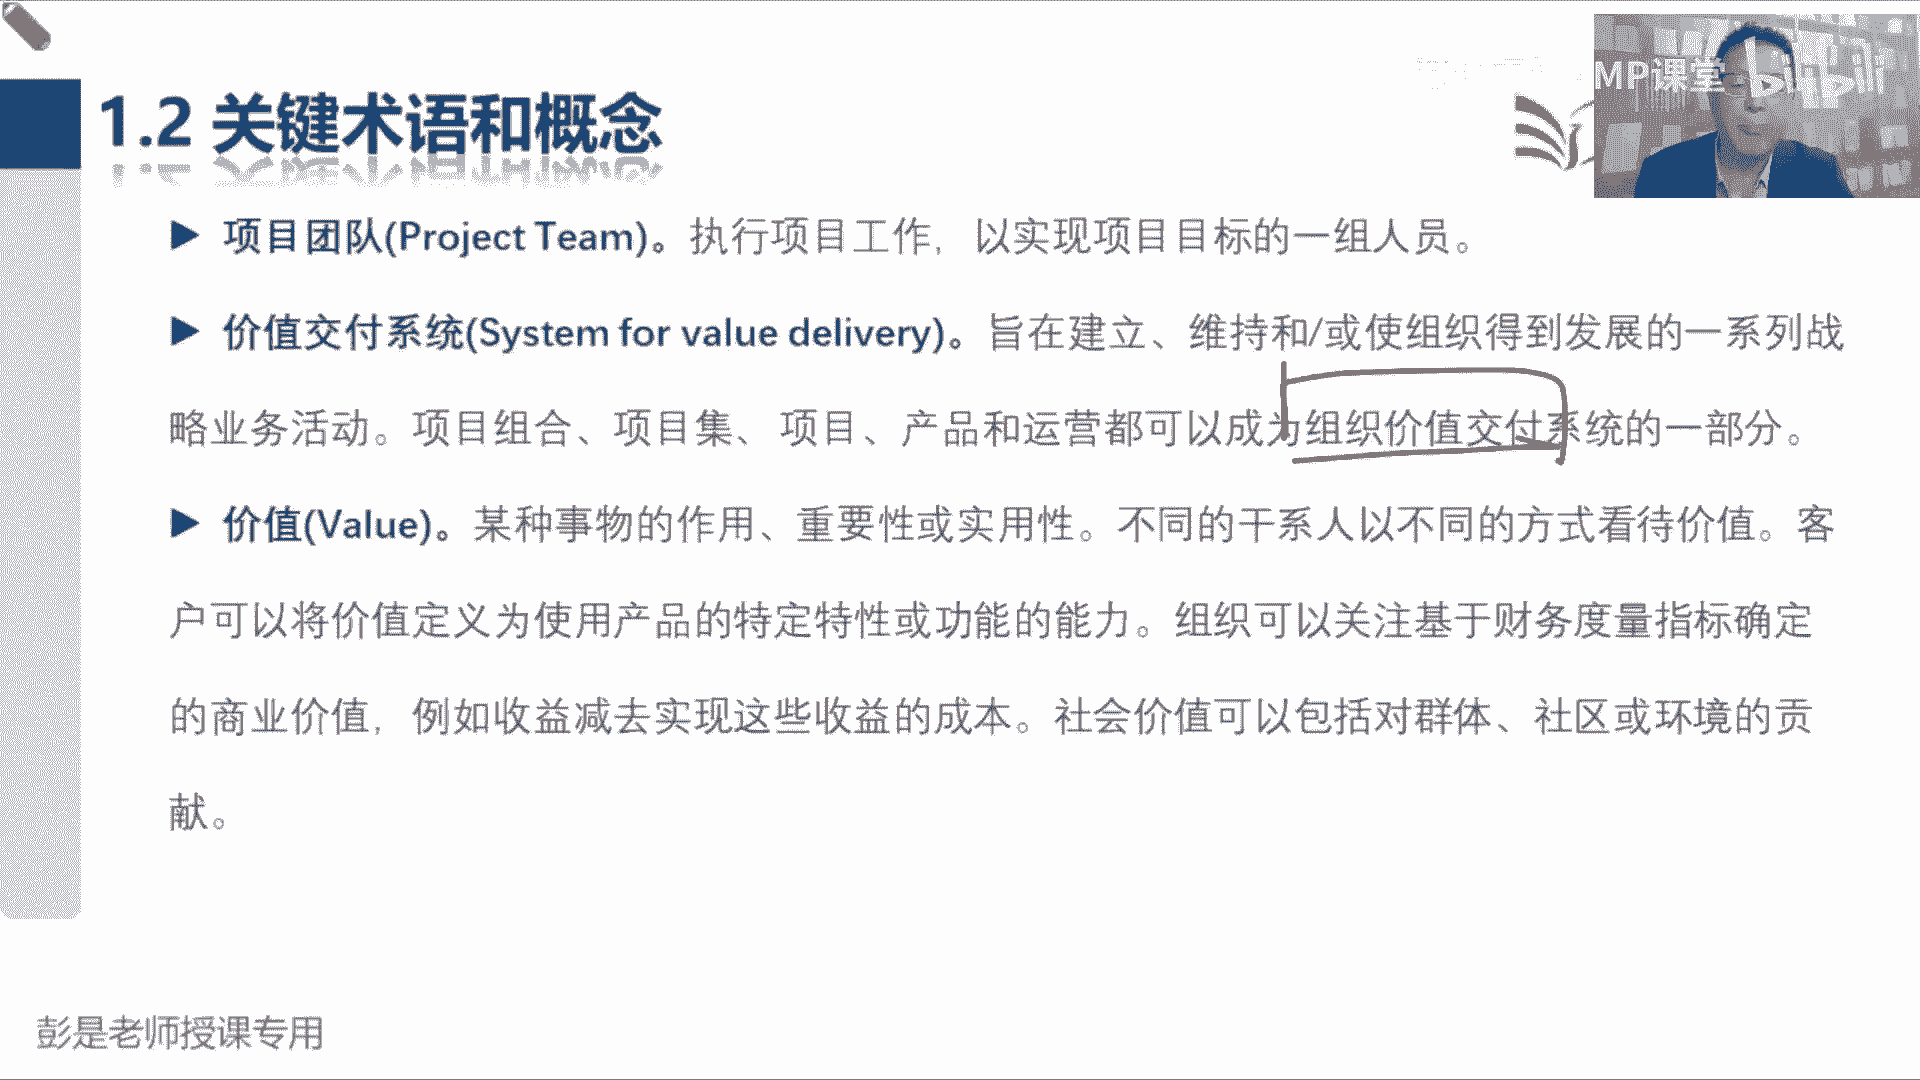 MP课堂 bilibili
1.2 关键术语和概念
▶ 项目团队(Project Team)。执行项目工作，以实现项目目标的一组人员。
▶ 价值交付系统(System for value delivery)。旨在建立、维持和/或使组织得到发展的一系列战
略业务活动。项目组合、项目集、项目、产品和运营都可以成为组织价值交付系统的一部分。
▶ 价值(Value)。某种事物的作用、重要性或实用性。不同的干系人以不同的方式看待价值。客
户可以将价值定义为使用产品的特定特性或功能的能力。组织可以关注基于财务度量指标确定
的商业价值，例如收益减去实现这些收益的成本。社会价值可以包括对群体、社区或环境的贡
献。
彭是老师授课专用